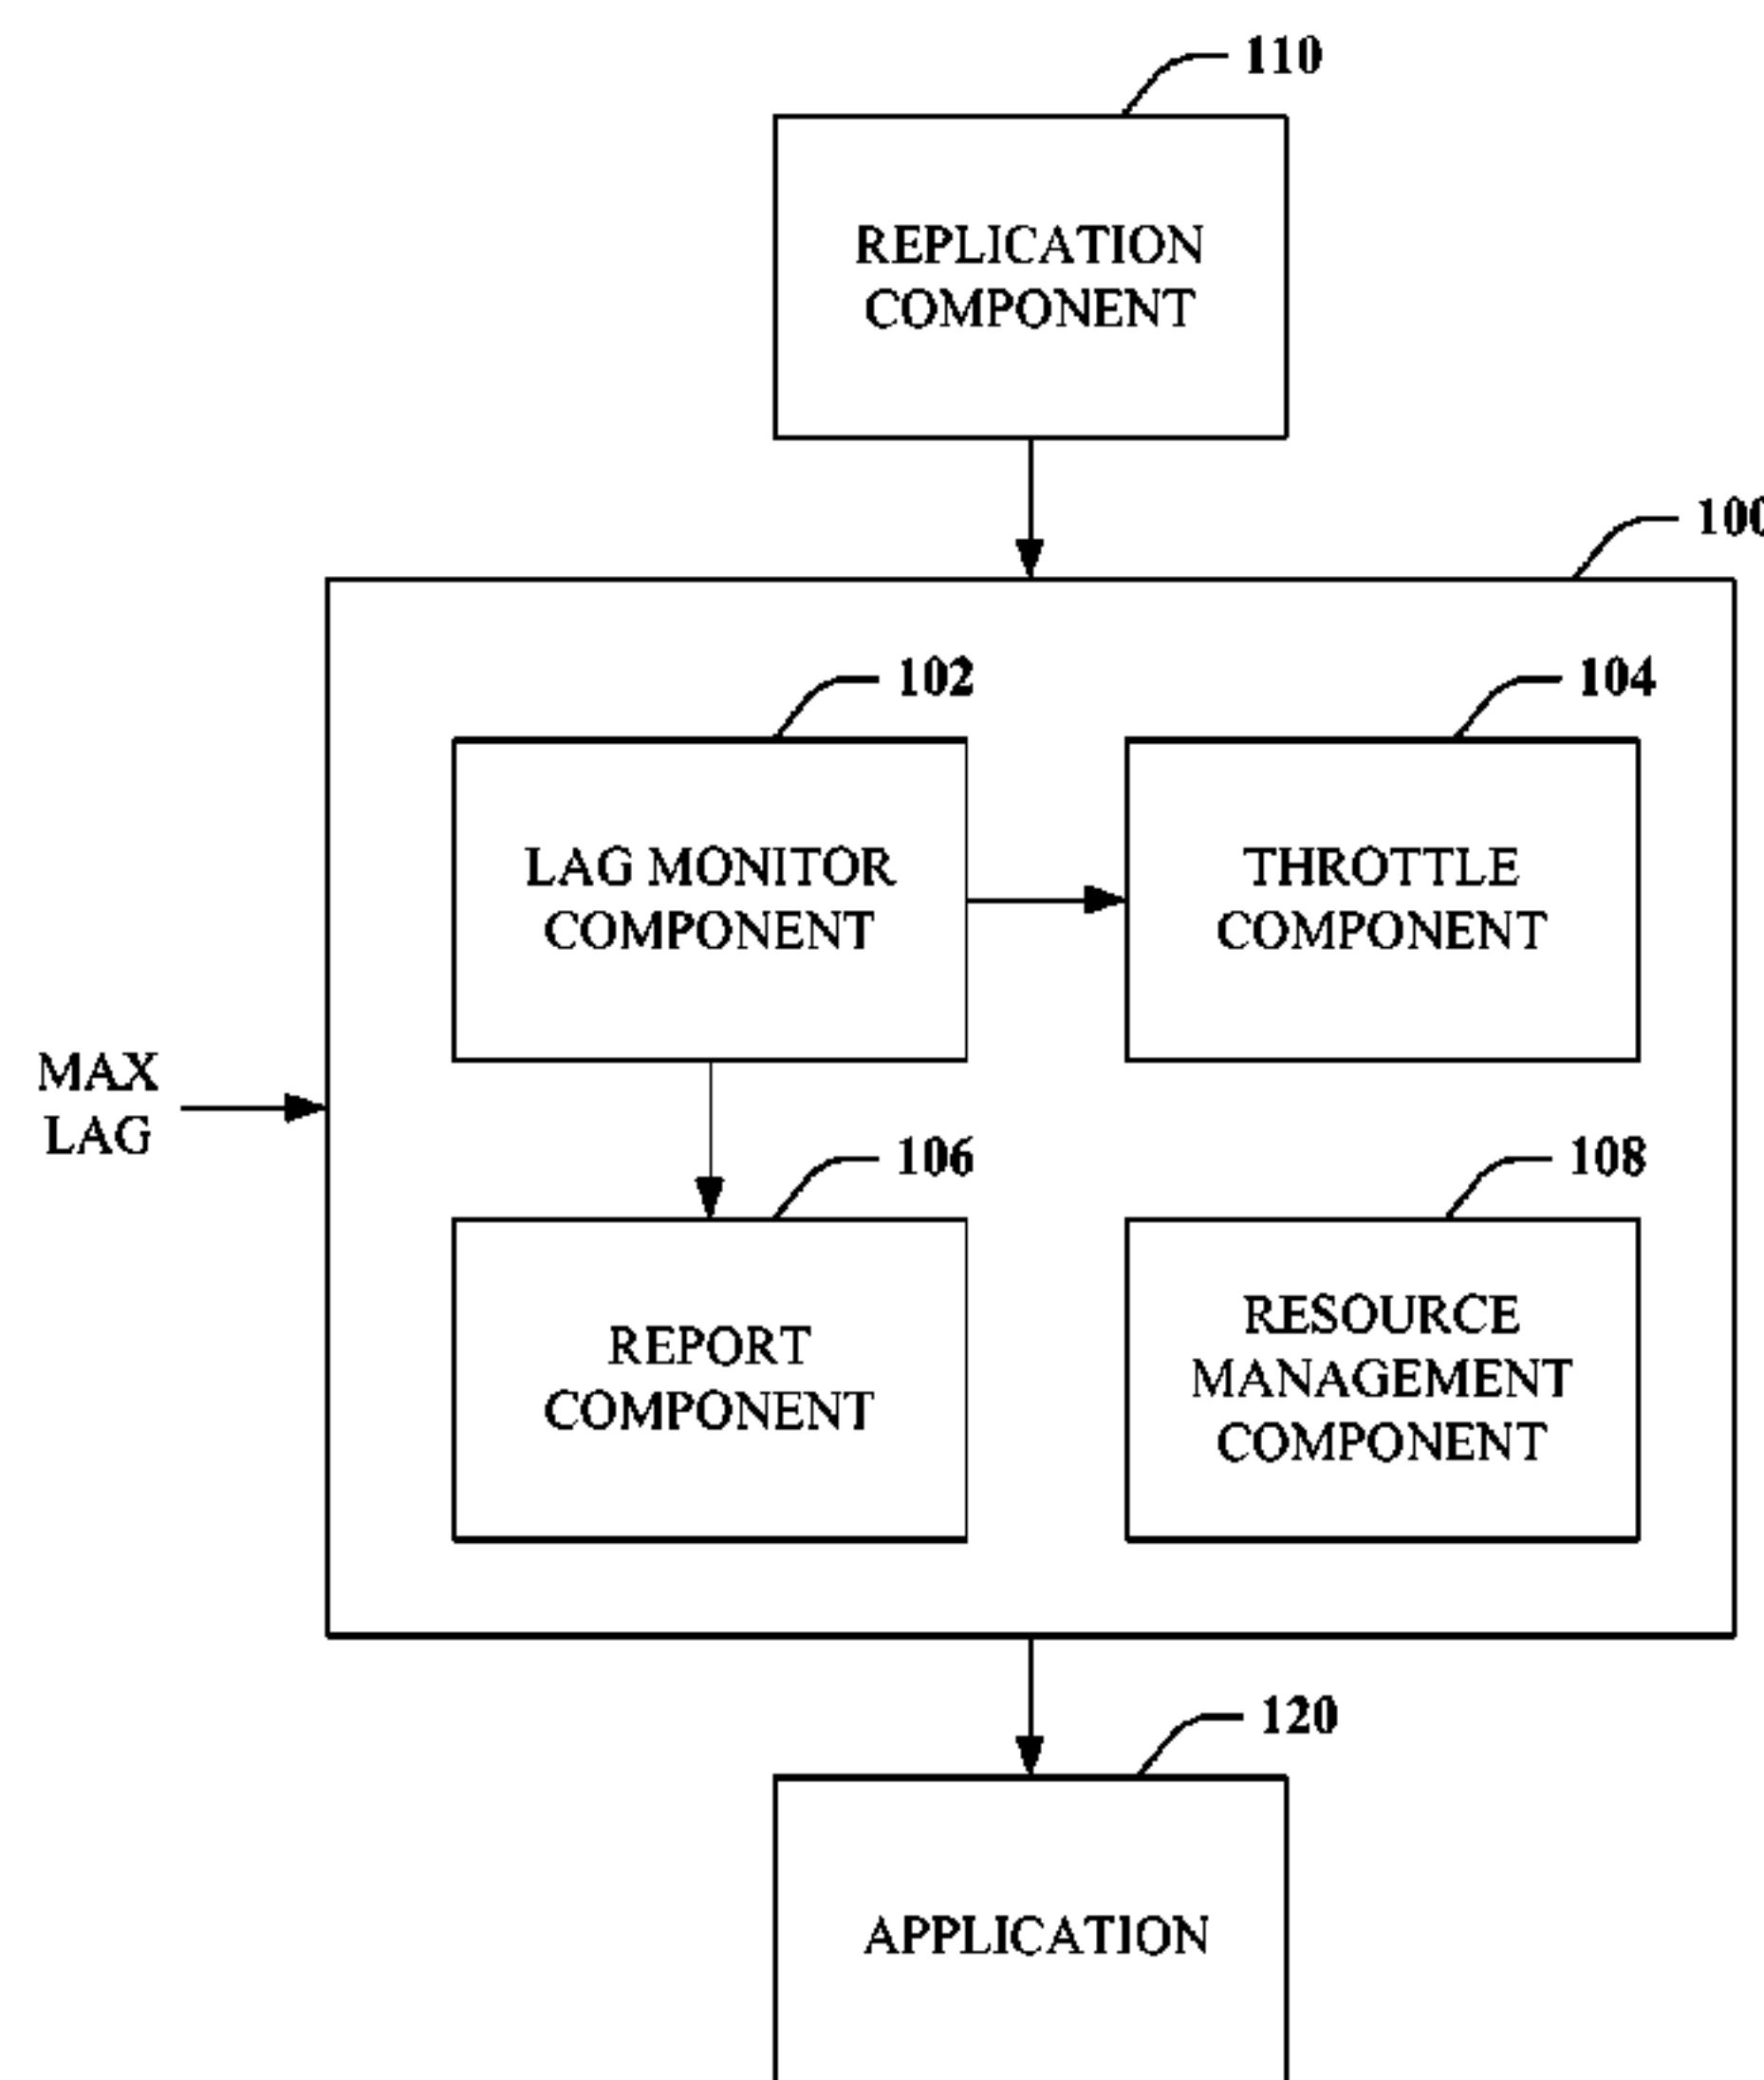 110
REPLICATION
COMPONENT
100
102
104
LAG MONITOR
COMPONENT
THROTTLE
COMPONENT
MAX
LAG
106
108
REPORT
COMPONENT
RESOURCE
MANAGEMENT
COMPONENT
120
APPLICATION